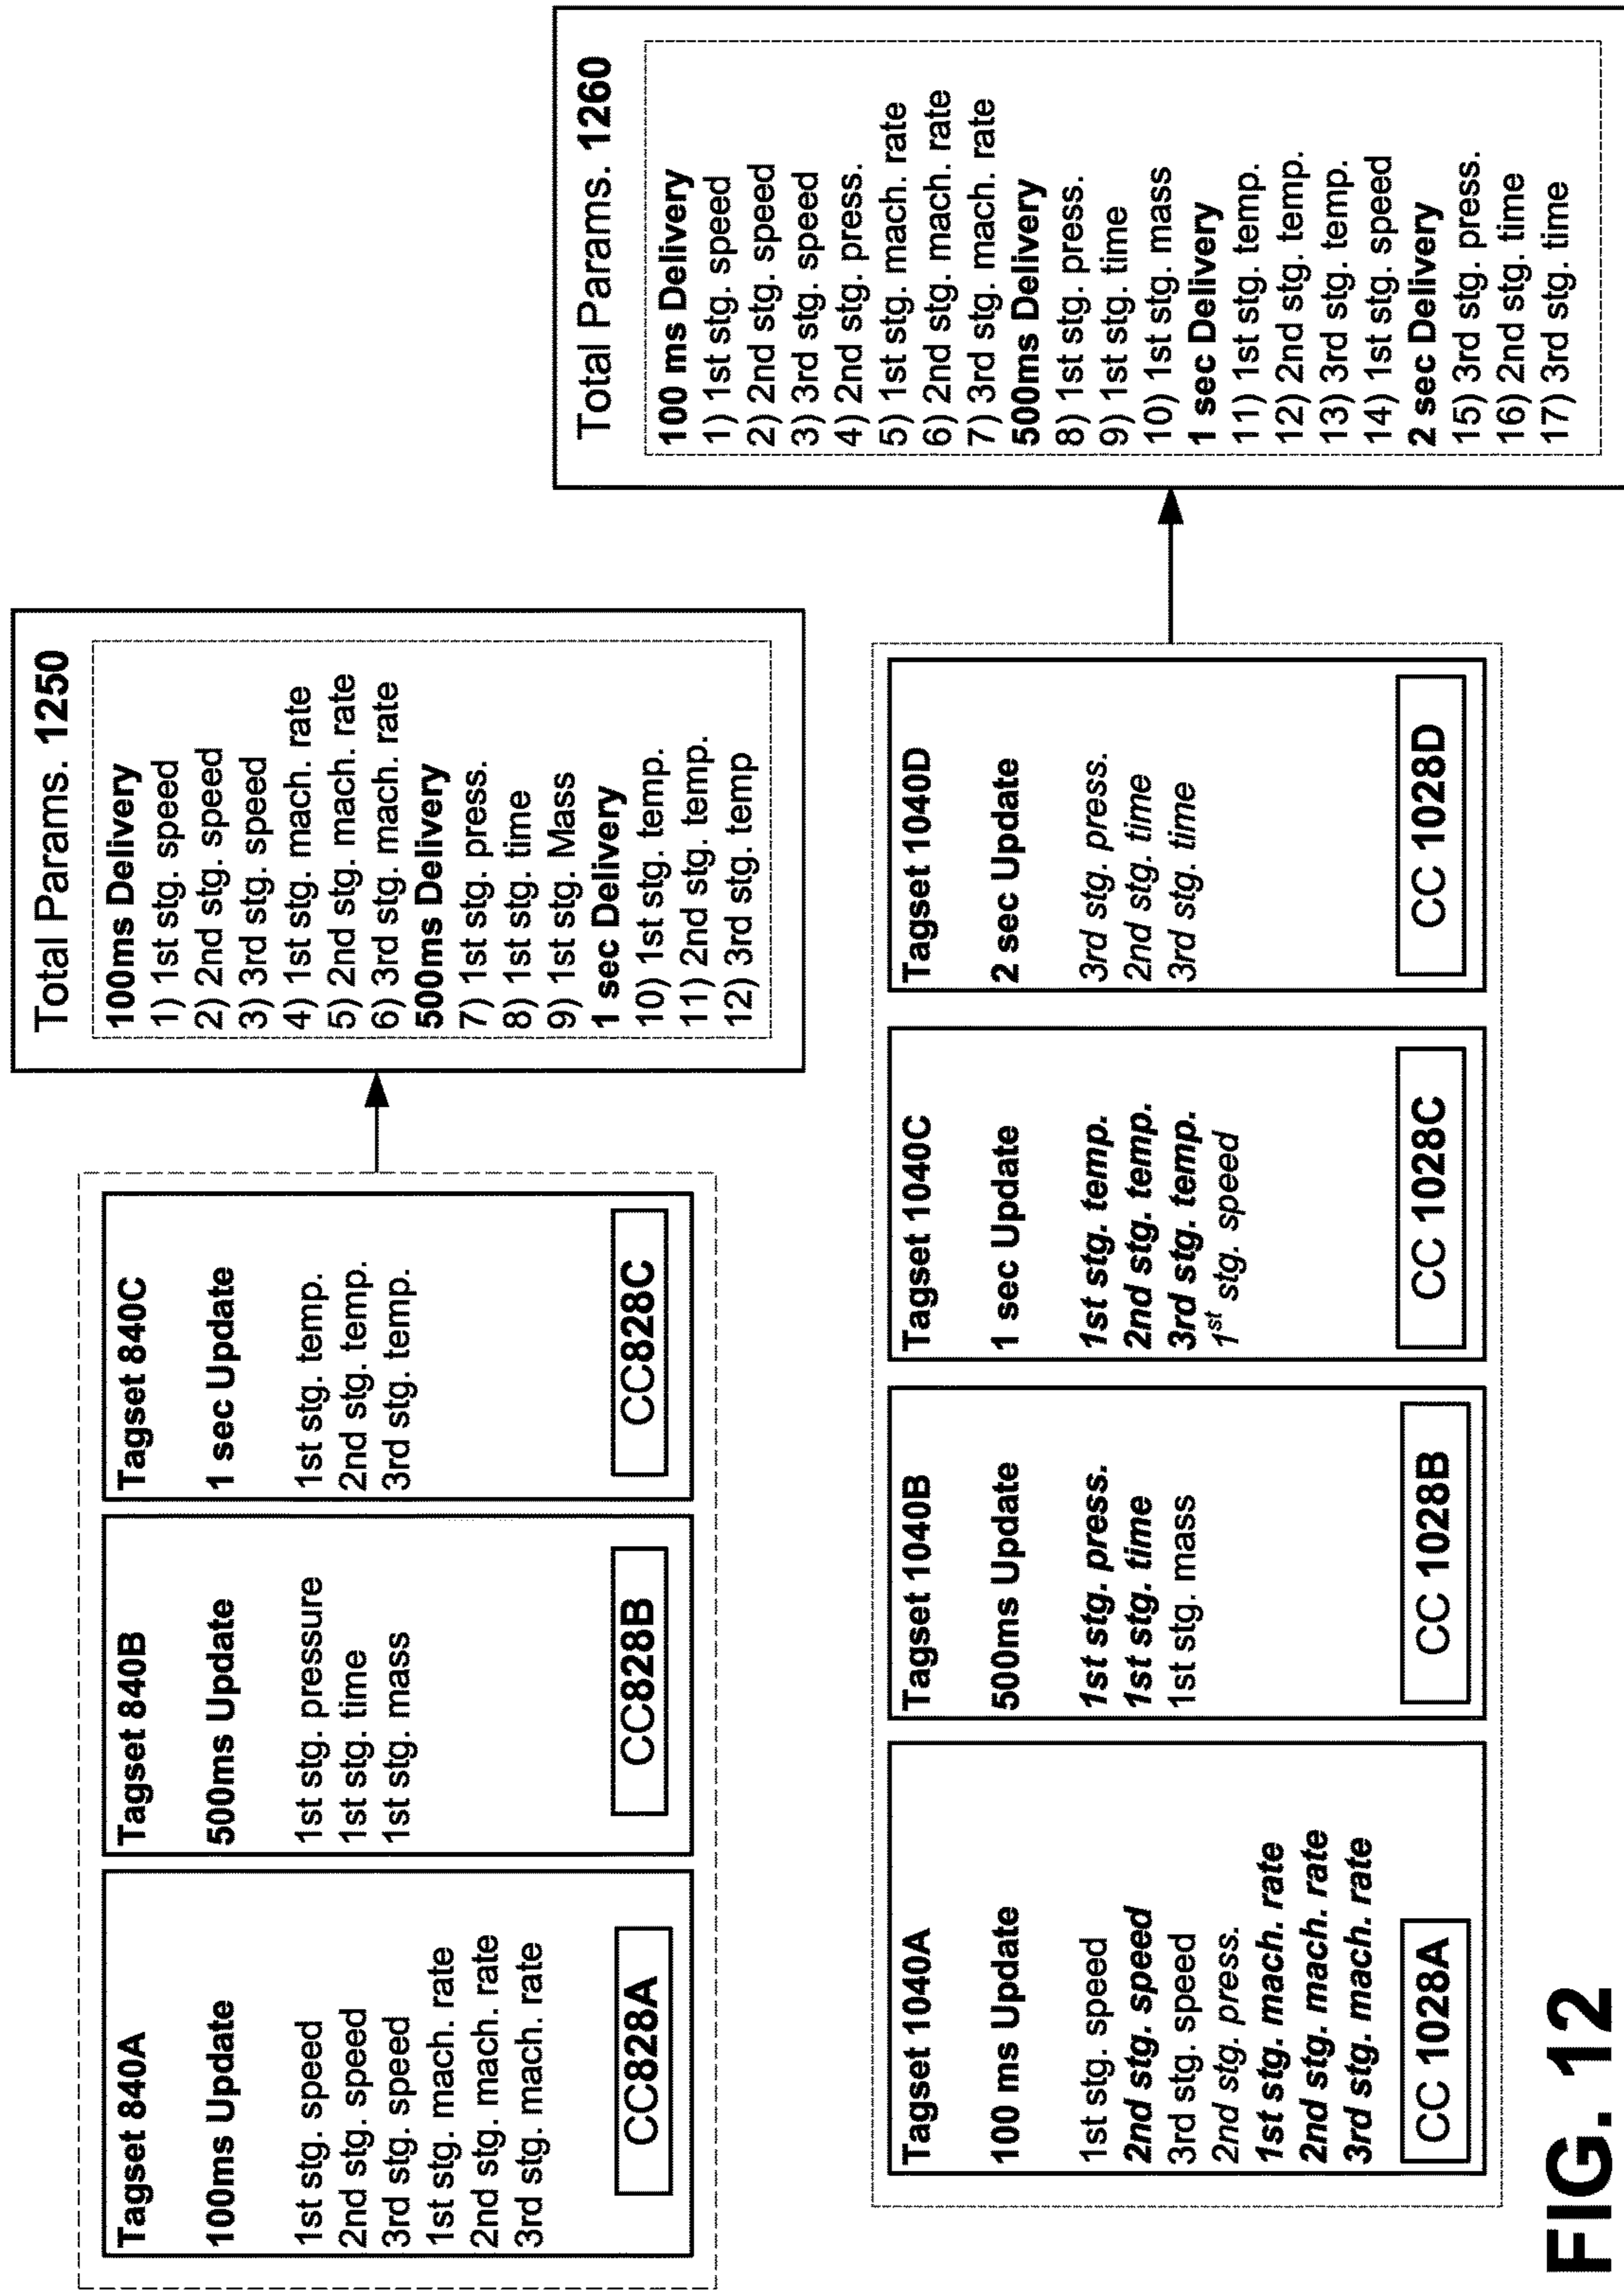 Tagset 840A
100ms Update
1st stg. speed
2nd stg. speed
3rd stg. speed
1st stg. mach. rate
2nd stg. mach. rate
3rd stg. mach. rate
CC828A
Tagset 840B
500ms Update
1st stg. pressure
1st stg. time
1st stg. mass
CC828B
Tagset 840C
1 sec Update
1st stg. temp.
2nd stg. temp.
3rd stg. temp.
CC828C
Total Params. 1250
100ms Delivery
1) 1st stg. speed
2) 2nd stg. speed
3) 3rd stg. speed
4) 1st stg. mach. rate
5) 2nd stg. mach. rate
6) 3rd stg. mach. rate
500ms Delivery
7) 1st stg. press.
8) 1st stg. time
9) 1st stg. Mass
1 sec Delivery
10) 1st stg. temp.
11) 2nd stg. temp.
12) 3rd stg. temp
Tagset 1040A
100 ms Update
1st stg. speed
2nd stg. speed
3rd stg. speed
2nd stg. press.
1st stg. mach. rate
2nd stg. mach. rate
3rd stg. mach. rate
CC 1028A
Tagset 1040B
500ms Update
1st stg. press.
1st stg. time
1st stg. mass
CC 1028B
Tagset 1040C
1 sec Update
1st stg. temp.
2nd stg. temp.
3rd stg. temp.
1st stg. speed
CC 1028C
Tagset 1040D
2 sec Update
3rd stg. press.
2nd stg. time
3rd stg. time
CC 1028D
Total Params. 1260
100 ms Delivery
1) 1st stg. speed
2) 2nd stg. speed
3) 3rd stg. speed
4) 2nd stg. press.
5) 1st stg. mach. rate
6) 2nd stg. mach. rate
7) 3rd stg. mach. rate
500ms Delivery
8) 1st stg. press.
9) 1st stg. time
10) 1st stg. mass
1 sec Delivery
11) 1st stg. temp.
12) 2nd stg. temp.
13) 3rd stg. temp.
14) 1st stg. speed
2 sec Delivery
15) 3rd stg. press.
16) 2nd stg. time
17) 3rd stg. time
FIG. 12